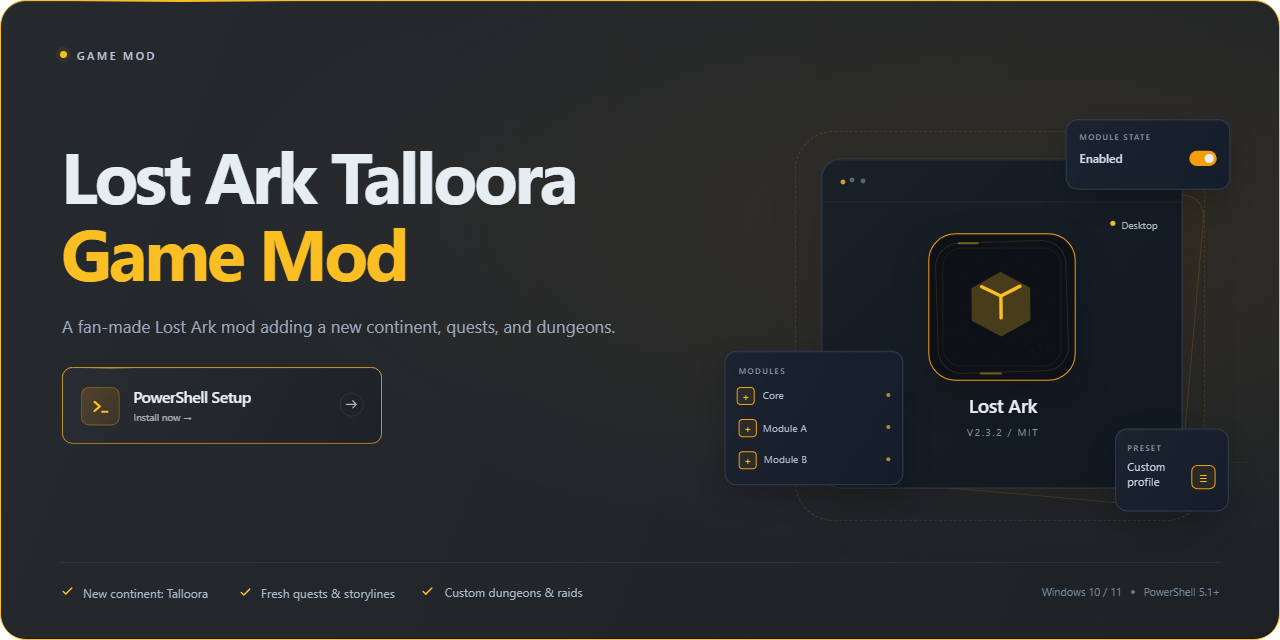 GAME MOD
Lost Ark Talloora
Game Mod
A fan-made Lost Ark mod adding a new continent, quests, and dungeons.
PowerShell Setup
Install now →
MODULE STATE
Enabled
Desktop
MODULES
Core
Module A
Module B
Lost Ark
V2.3.2 / MIT
PRESET
Custom
profile
New continent: Talloora
Fresh quests & storylines
Custom dungeons & raids
Windows 10 / 11 • PowerShell 5.1+